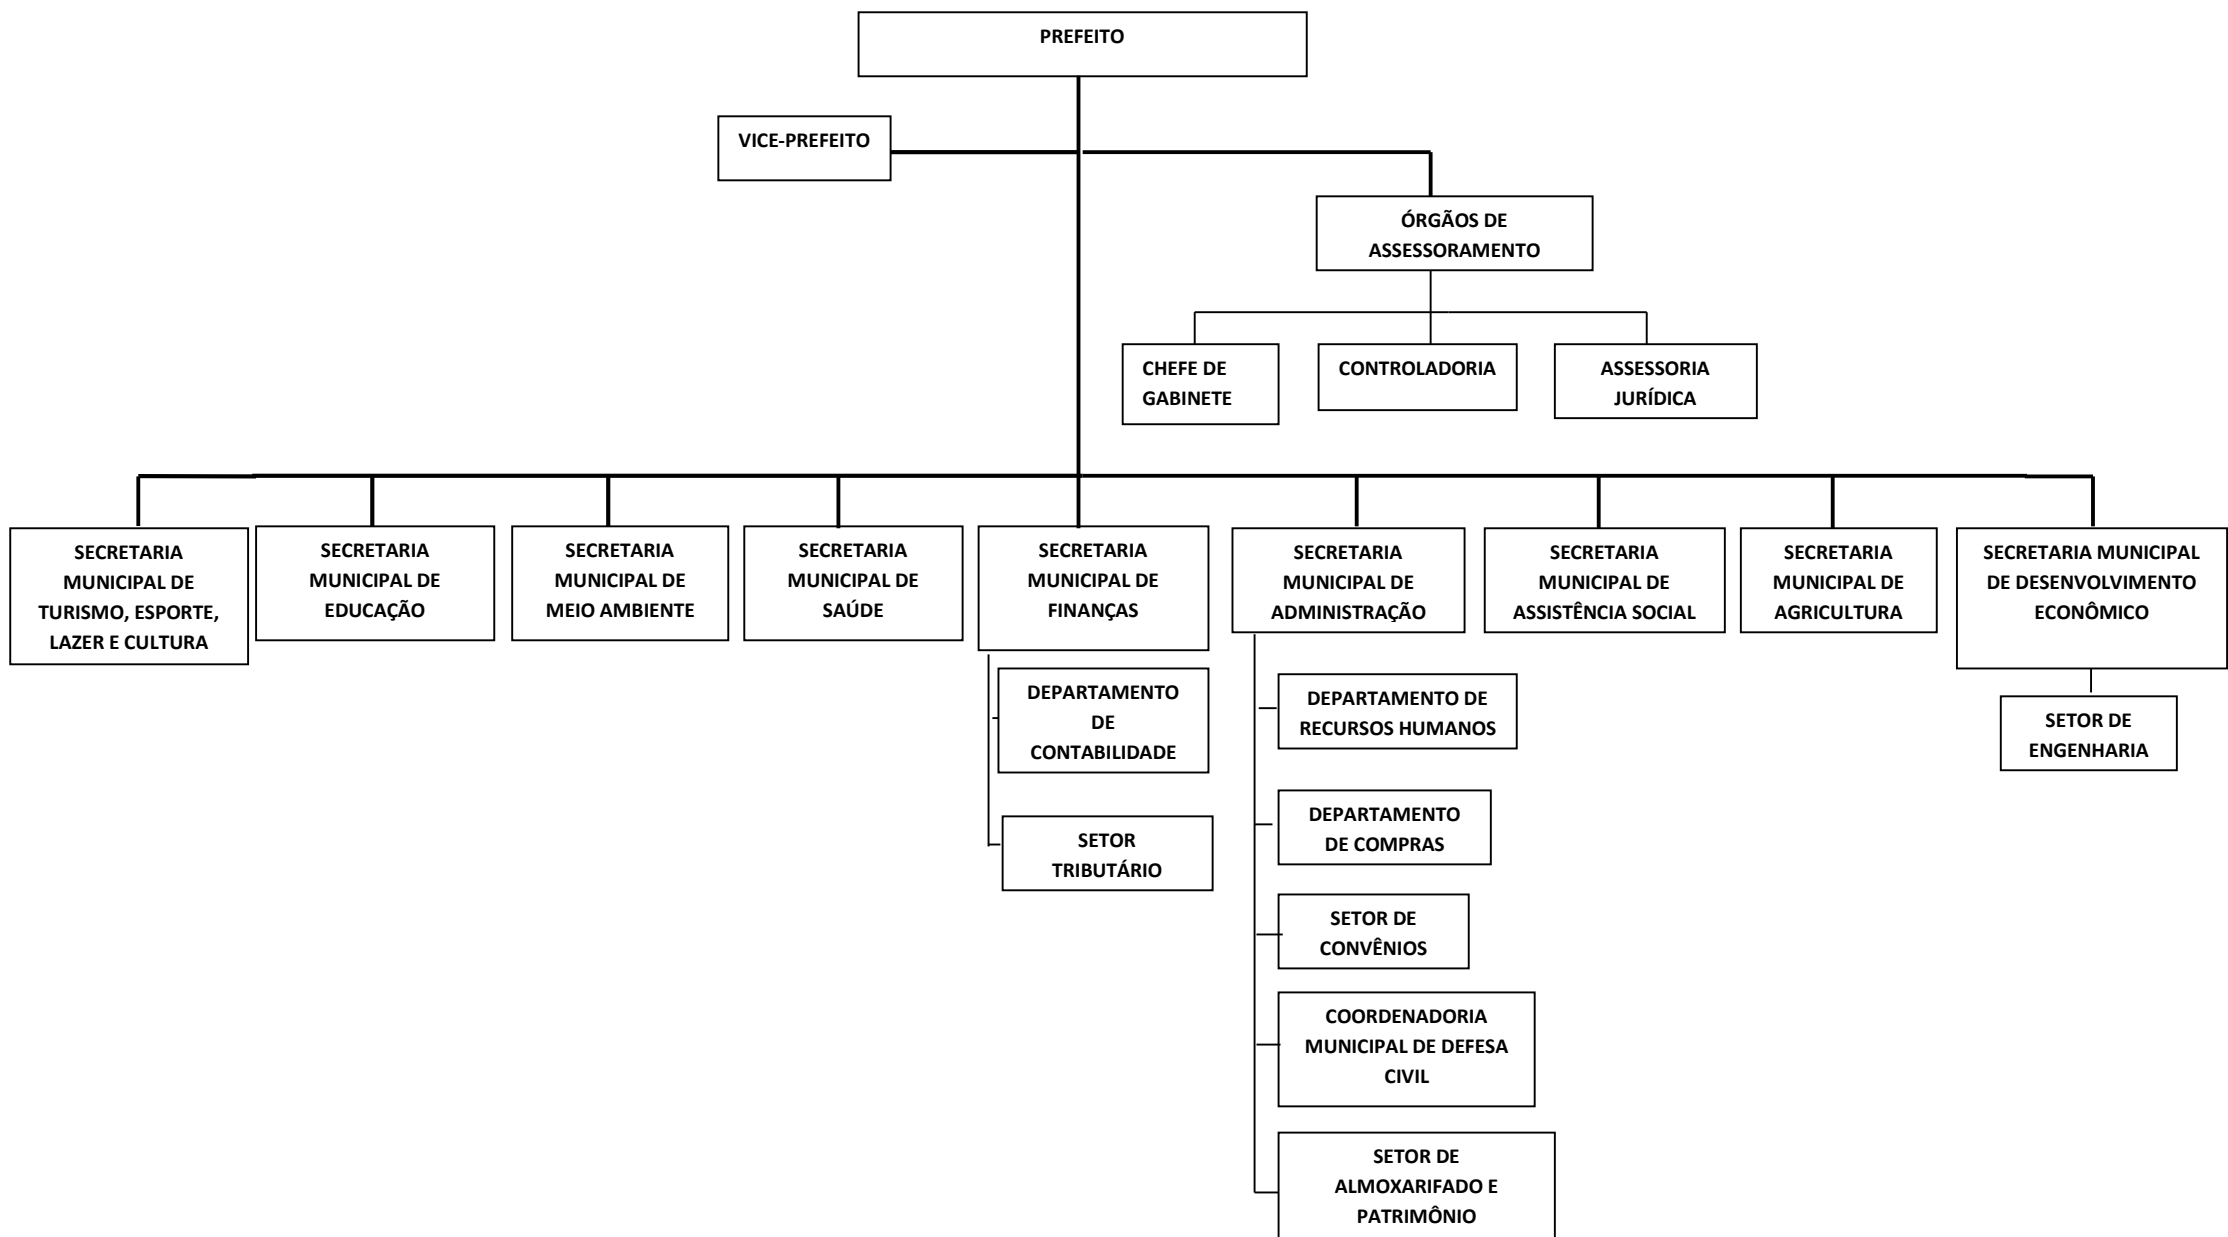 PREFEITO
VICE-PREFEITO
ÓRGÃOS DE
ASSESSORAMENTO
CHEFE DE
GABINETE
CONTROLADORIA
ASSESSORIA
JURÍDICA
SECRETARIA
MUNICIPAL DE
TURISMO, ESPORTE,
LAZER E CULTURA
SECRETARIA
MUNICIPAL DE
EDUCAÇÃO
SECRETARIA
MUNICIPAL DE
MEIO AMBIENTE
SECRETARIA
MUNICIPAL DE
SAÚDE
SECRETARIA
MUNICIPAL DE
FINANÇAS
SECRETARIA
MUNICIPAL DE
ADMINISTRAÇÃO
SECRETARIA
MUNICIPAL DE
ASSISTÊNCIA SOCIAL
SECRETARIA
MUNICIPAL DE
AGRICULTURA
SECRETARIA MUNICIPAL
DE DESENVOLVIMENTO
ECONÔMICO
DEPARTAMENTO
DE
CONTABILIDADE
SETOR
TRIBUTÁRIO
DEPARTAMENTO DE
RECURSOS HUMANOS
DEPARTAMENTO
DE COMPRAS
SETOR DE
CONVÊNIOS
COORDENADORIA
MUNICIPAL DE DEFESA
CIVIL
SETOR DE
ALMOXARIFADO E
PATRIMÔNIO
SETOR DE
ENGENHARIA